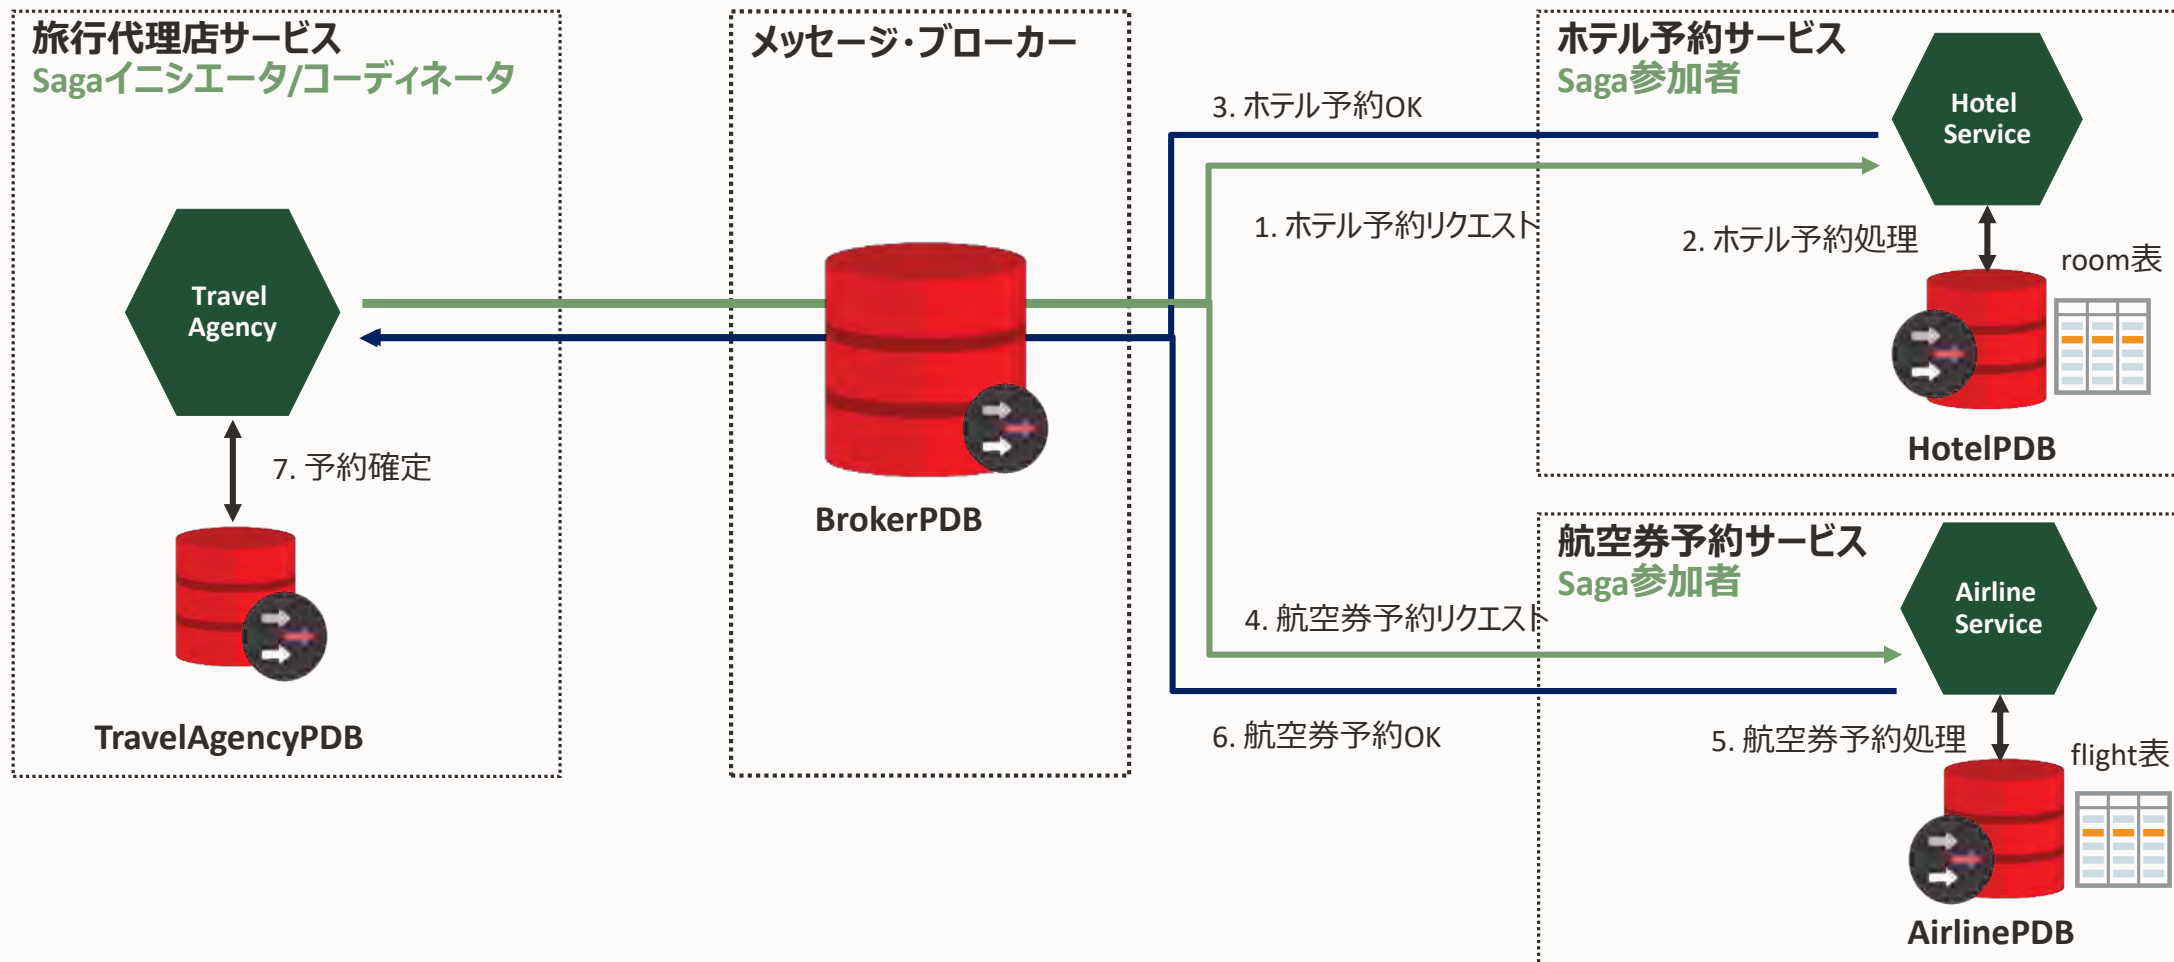 旅行代理店サービス
Sagaイニシエータ/コーディネータ
Travel
Agency
7. 予約確定
TravelAgencyPDB
メッセージ・ブローカー
BrokerPDB
3. ホテル予約OK
1. ホテル予約リクエスト
4. 航空券予約リクエスト
6. 航空券予約OK
ホテル予約サービス
Saga参加者
Hotel
Service
2. ホテル予約処理
room表
HotelPDB
航空券予約サービス
Saga参加者
Airline
Service
5. 航空券予約処理
flight表
AirlinePDB